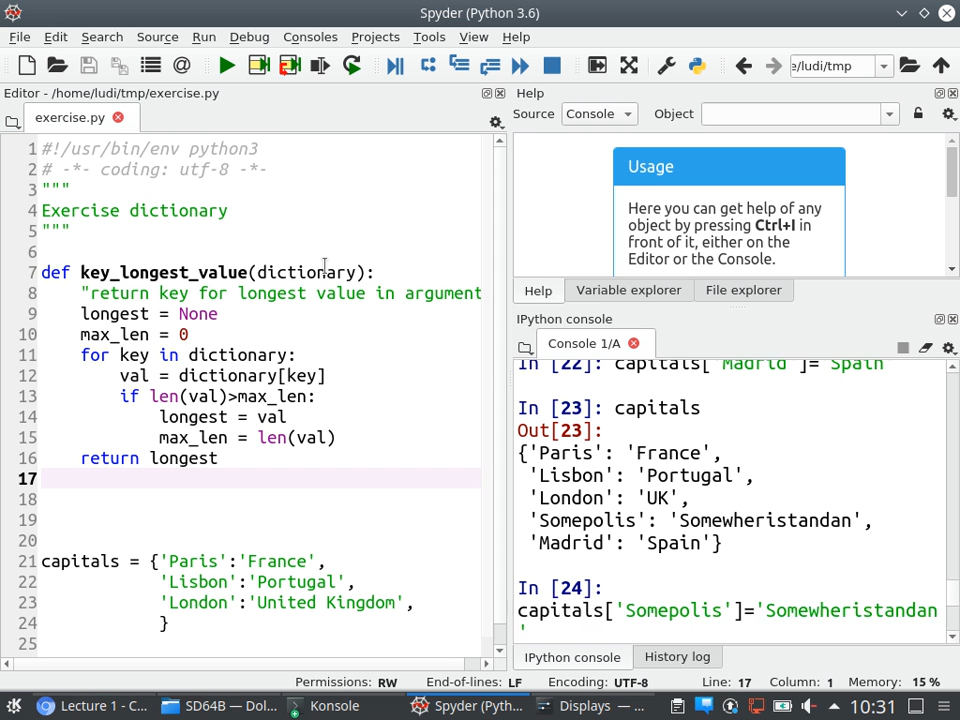 Spyder (Python 3.6)
File Edit Search Source Run Debug Consoles Projects Tools View Help
e/ludi/tmp
Editor - /home/ludi/tmp/exercise.py
exercise.py
1 #!/usr/bin/env python3
2 # -*- coding: utf-8 -*-
3 """
4 Exercise dictionary
5 """
6
7 def key_longest_value(dictionary):
8     "return key for longest value in argument
9     longest = None
10     max_len = 0
11     for key in dictionary:
12         val = dictionary[key]
13         if len(val)>max_len:
14             longest = val
15             max_len = len(val)
16     return longest
17
18
19
20
21 capitals = {'Paris':'France',
22             'Lisbon':'Portugal',
23             'London':'United Kingdom',
24             }
25
Help
Source Console Object
Usage
Here you can get help of any
object by pressing Ctrl+I in
front of it, either on the
Editor or the Console.
Help Variable explorer File explorer
IPython console
Console 1/A
In [22]: capitals['Madrid']='Spain'
In [23]: capitals
Out[23]:
{'Paris': 'France',
 'Lisbon': 'Portugal',
 'London': 'UK',
 'Somepolis': 'Somewheristandan',
 'Madrid': 'Spain'}
In [24]:
capitals['Somepolis']='Somewheristandan
'
IPython console History log
Permissions: RW End-of-lines: LF Encoding: UTF-8 Line: 17 Column: 1 Memory: 15 %
Lecture 1 - C... SD64B — Dol... Konsole Spyder (Pyth... Displays — ... 10:31